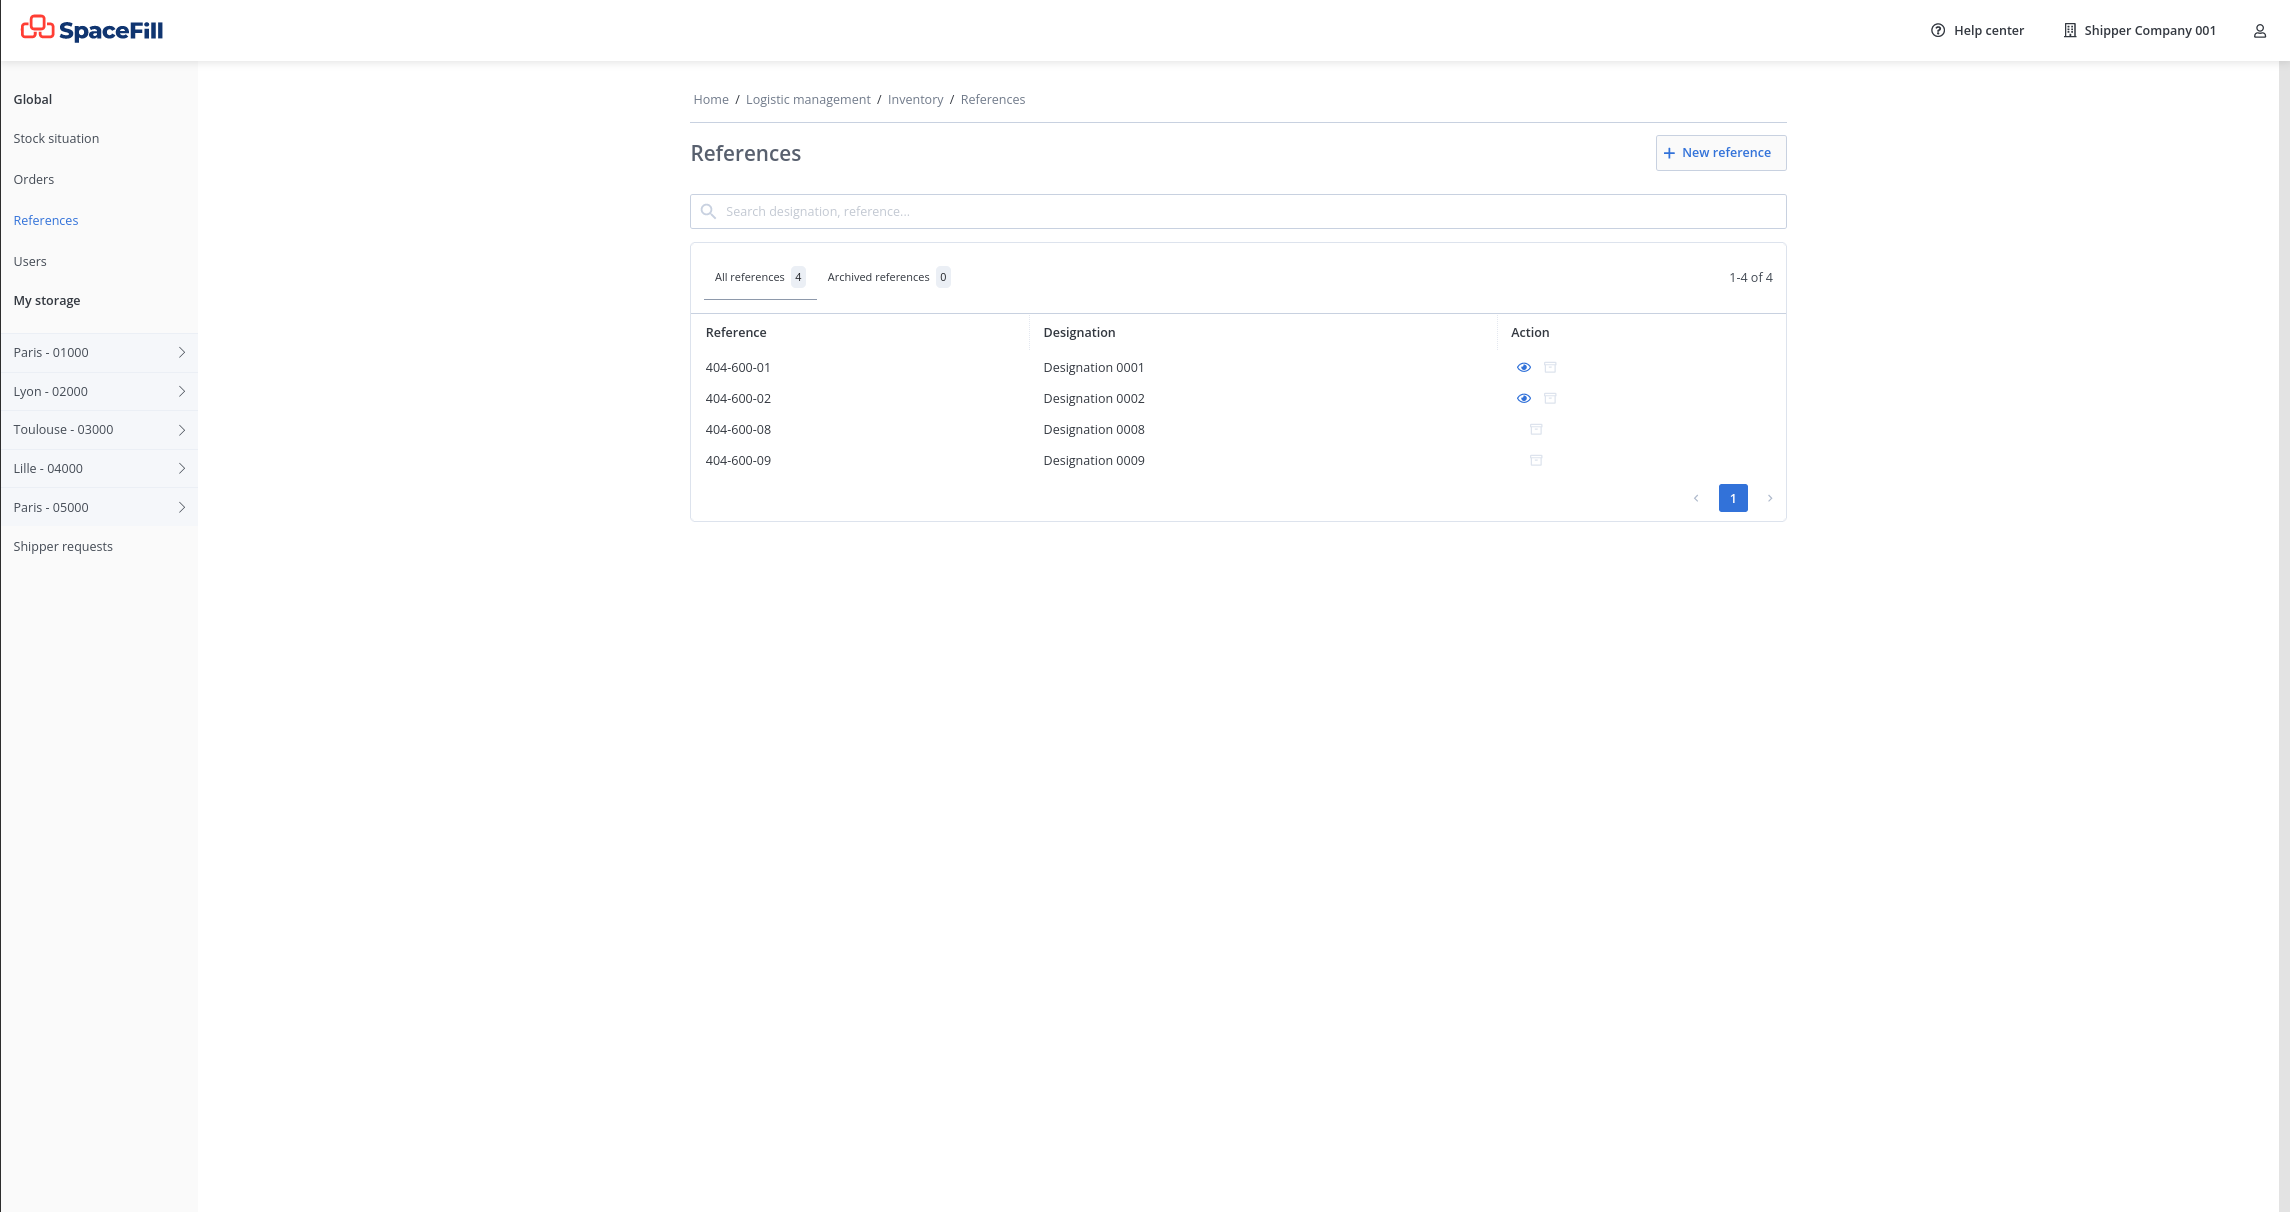 SpaceFill
Help center
Shipper Company 001
Global
Stock situation
Orders
References
Users
My storage
Paris - 01000
Lyon - 02000
Toulouse - 03000
Lille - 04000
Paris - 05000
Shipper requests
Home / Logistic management / Inventory / References
References
+ New reference
Search designation, reference...
All references 4 Archived references 0 1-4 of 4
Reference Designation Action
404-600-01 Designation 0001
404-600-02 Designation 0002
404-600-08 Designation 0008
404-600-09 Designation 0009
1